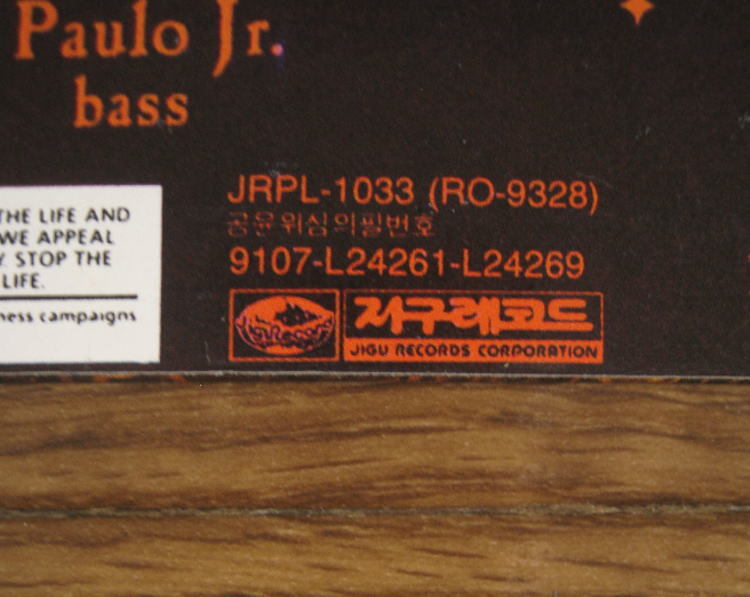 Paulo Jr.
bass
JRPL-1033 (RO-9328)
공윤위심의필번호
9107-L24261-L24269
지구레코드
JIGU RECORDS CORPORATION
THE LIFE AND
WE APPEAL
STOP THE
LIFE.
ness campaigns